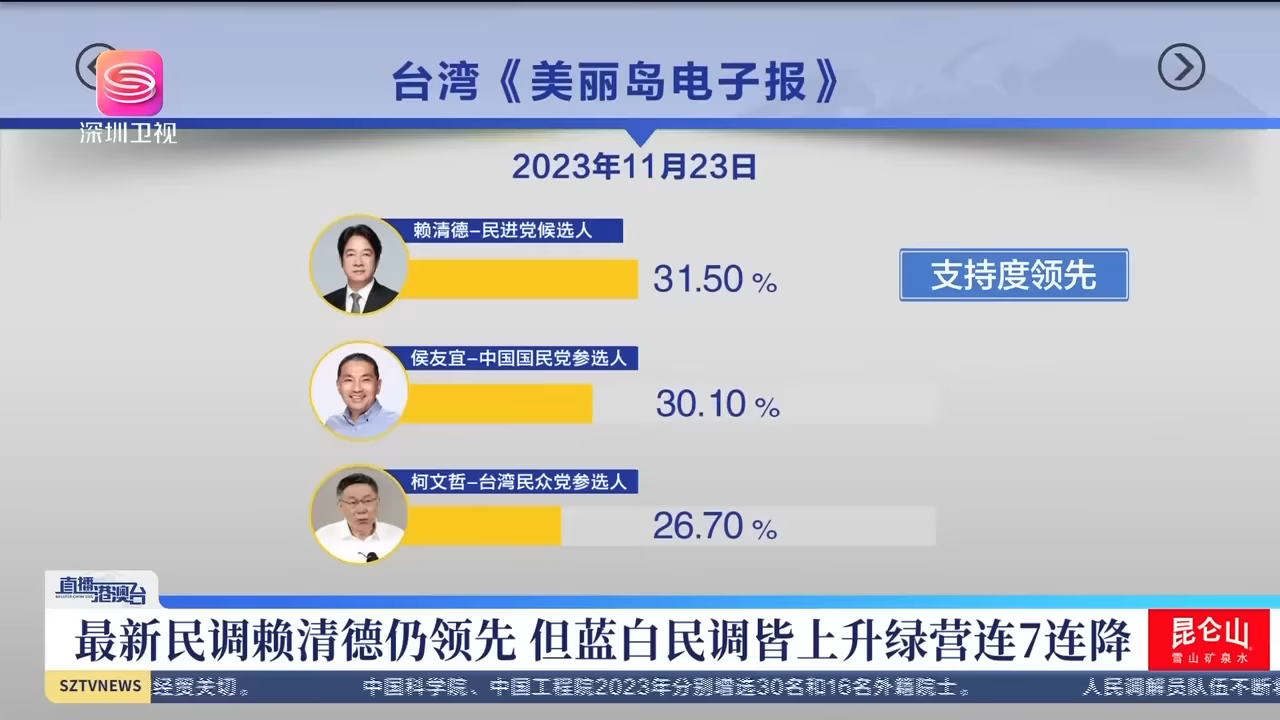 台湾《美丽岛电子报》
深圳卫视
2023年11月23日
赖清德-民进党候选人
31.50 %
支持度领先
侯友宜-中国国民党参选人
30.10 %
柯文哲-台湾民众党参选人
26.70 %
直播港澳台
最新民调赖清德仍领先 但蓝白民调皆上升绿营连7连降
昆仑山
雪山矿泉水
SZTVNEWS
经贸关切。 中国科学院、中国工程院2023年分别增选30名和16名外籍院士。 人民调解员队伍不断